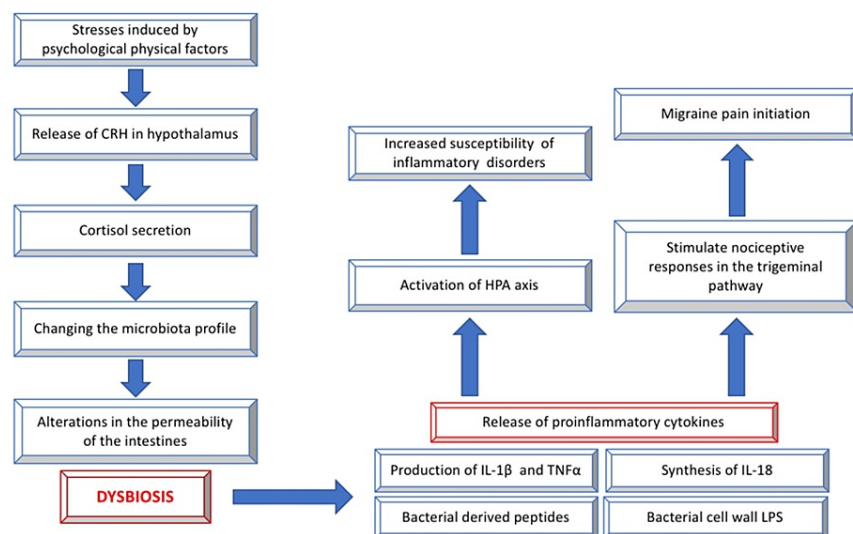 Stresses induced by
psychological physical factors
Release of CRH in hypothalamus
Cortisol secretion
Changing the microbiota profile
Alterations in the permeability
of the intestines
DYSBIOSIS
Increased susceptibility of
inflammatory disorders
Activation of HPA axis
Migraine pain initiation
Stimulate nociceptive
responses in the trigeminal
pathway
Release of proinflammatory cytokines
Production of IL-1β and TNFα
Synthesis of IL-18
Bacterial derived peptides
Bacterial cell wall LPS